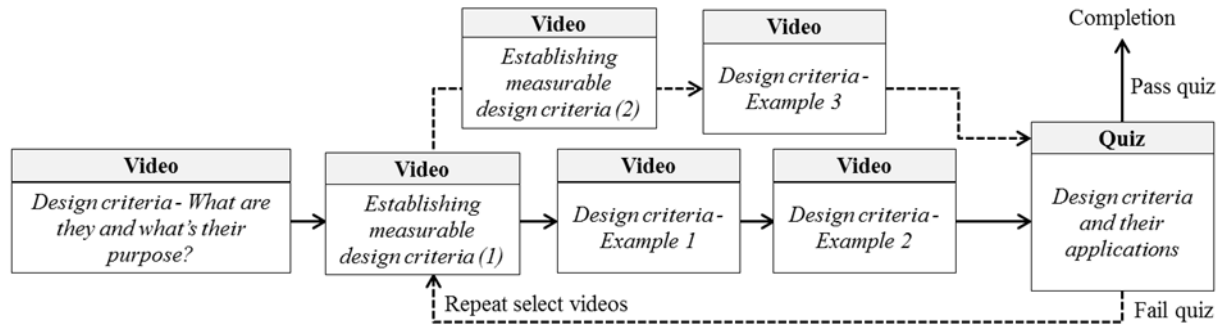 Video
Establishing
measurable
design criteria (2)
Video
Design criteria-
Example 3
Completion
Pass quiz
Video
Design criteria - What are
they and what's their
purpose?
Video
Establishing
measurable
design criteria (1)
Video
Design criteria-
Example 1
Video
Design criteria-
Example 2
Quiz
Design criteria
and their
applications
Repeat select videos
Fail quiz